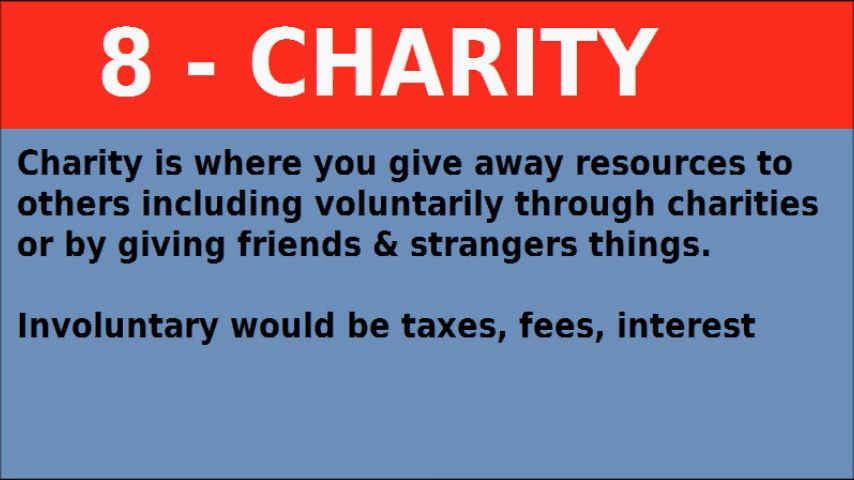 8 - CHARITY
Charity is where you give away resources to
others including voluntarily through charities
or by giving friends & strangers things.
Involuntary would be taxes, fees, interest